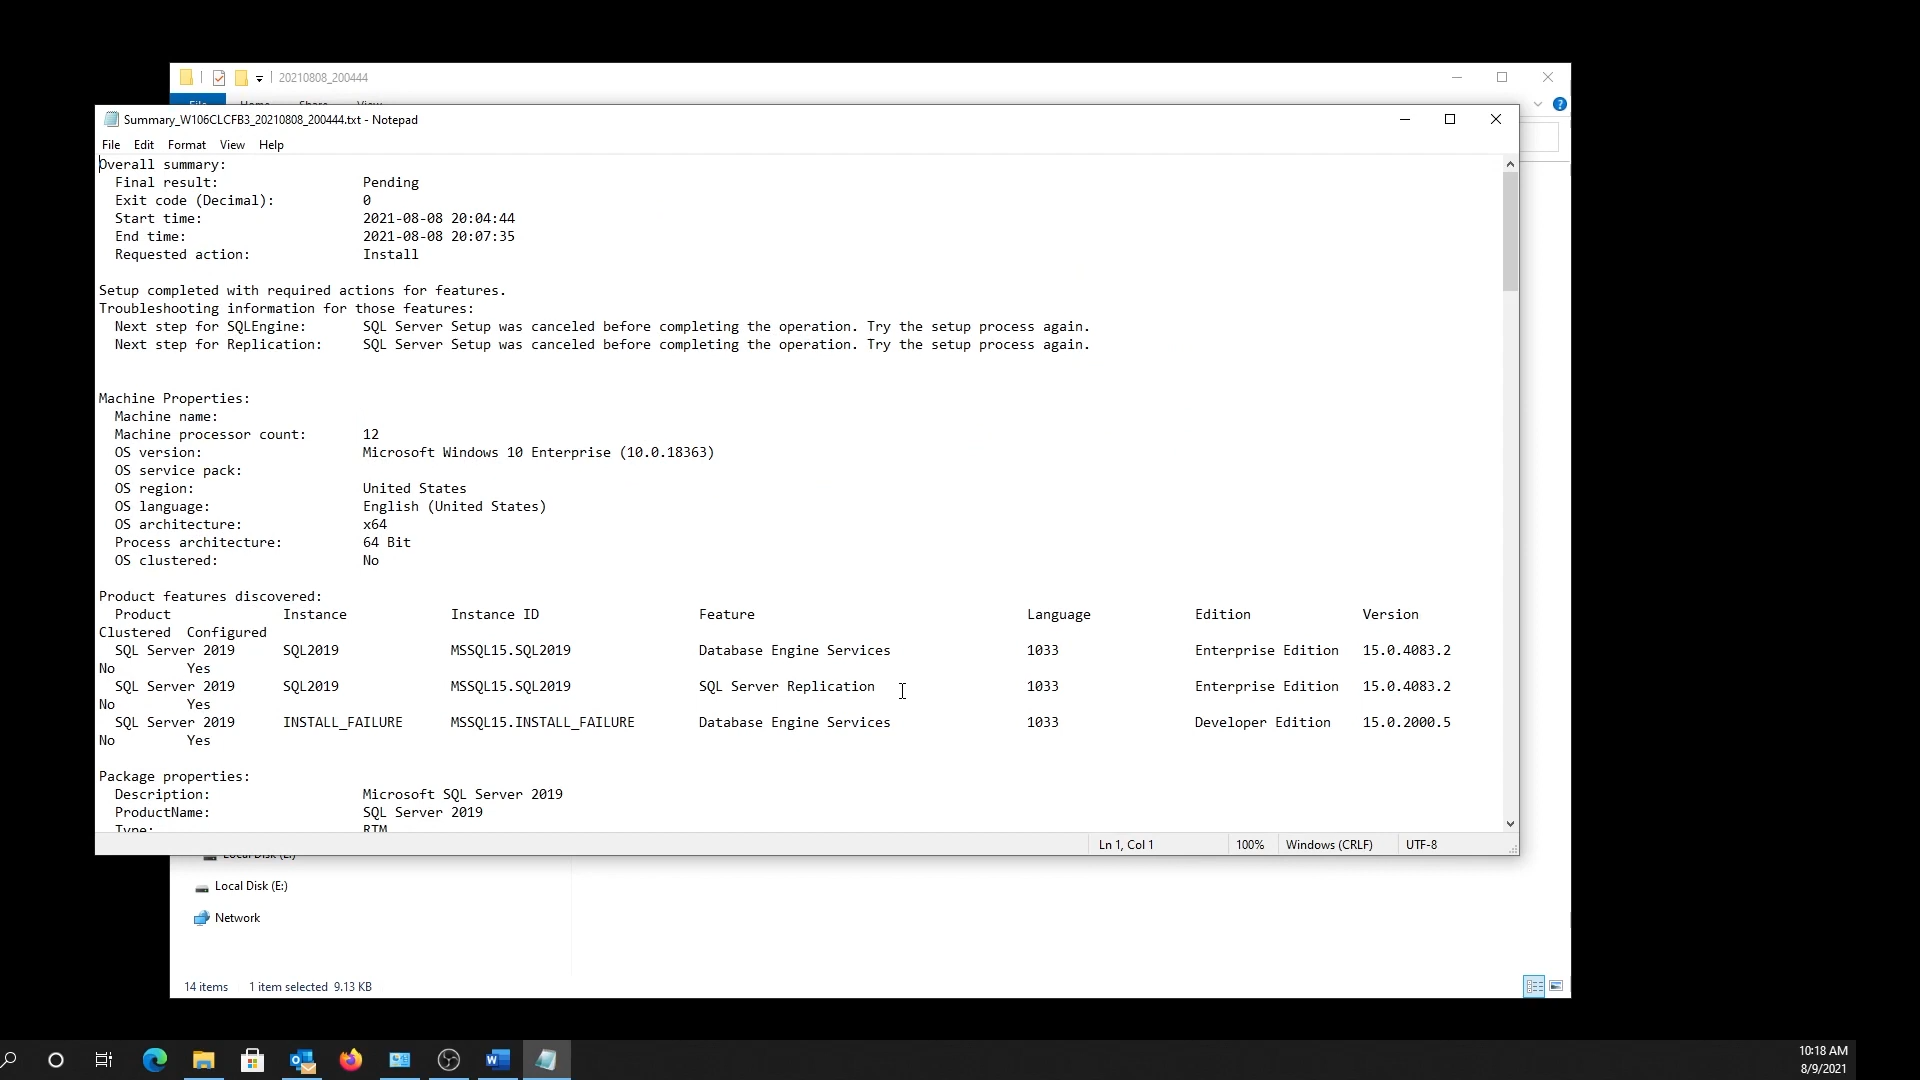 20210808_200444
File Home Share View
Summary_W106CLCFB3_20210808_200444.txt - Notepad
File Edit Format View Help
Overall summary:
Final result: Pending
Exit code (Decimal): 0
Start time: 2021-08-08 20:04:44
End time: 2021-08-08 20:07:35
Requested action: Install
Setup completed with required actions for features.
Troubleshooting information for those features:
Next step for SQLEngine: SQL Server Setup was canceled before completing the operation. Try the setup process again.
Next step for Replication: SQL Server Setup was canceled before completing the operation. Try the setup process again.
Machine Properties:
Machine name:
Machine processor count: 12
OS version: Microsoft Windows 10 Enterprise (10.0.18363)
OS service pack:
OS region: United States
OS language: English (United States)
OS architecture: x64
Process architecture: 64 Bit
OS clustered: No
Product features discovered:
Product Instance Instance ID Feature Language Edition Version
Clustered Configured
SQL Server 2019 SQL2019 MSSQL15.SQL2019 Database Engine Services 1033 Enterprise Edition 15.0.4083.2
No Yes
SQL Server 2019 SQL2019 MSSQL15.SQL2019 SQL Server Replication 1033 Enterprise Edition 15.0.4083.2
No Yes
SQL Server 2019 INSTALL_FAILURE MSSQL15.INSTALL_FAILURE Database Engine Services 1033 Developer Edition 15.0.2000.5
No Yes
Package properties:
Description: Microsoft SQL Server 2019
ProductName: SQL Server 2019
Type: RTM
Ln 1, Col 1 100% Windows (CRLF) UTF-8
Local Disk (E:)
Local Disk (E:)
Network
14 items 1 item selected 9.13 KB
10:18 AM
8/9/2021